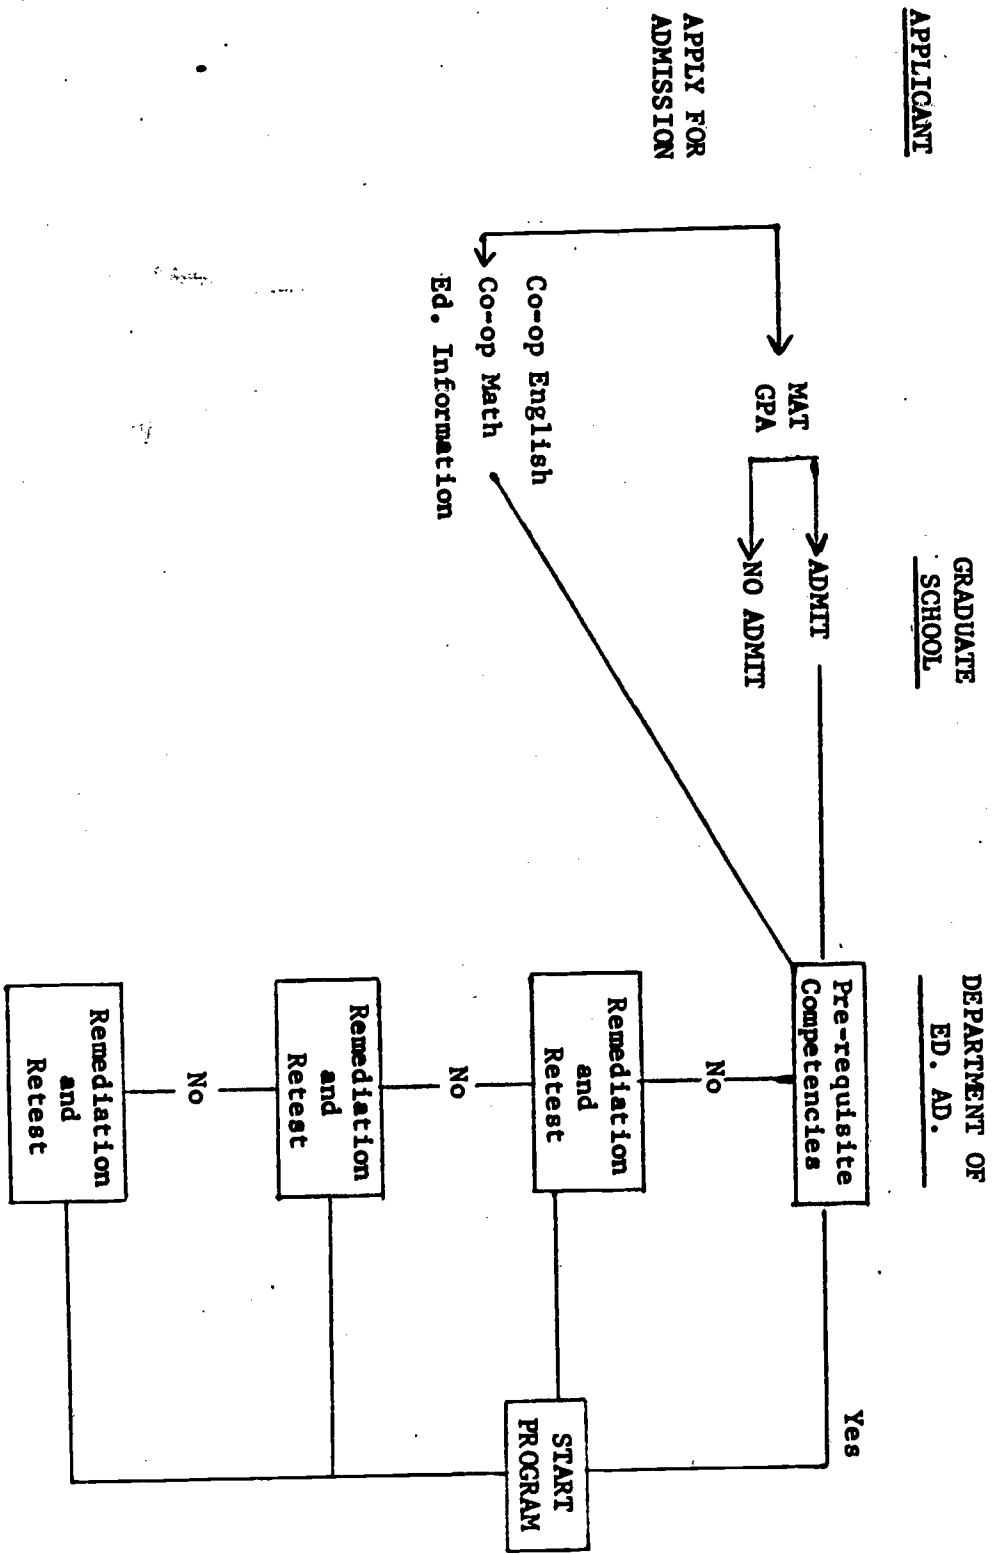 APPLICANT
GRADUATE
SCHOOL
DEPARTMENT OF
ED. AD.
APPLY FOR
ADMISSION
MAT
GPA
ADMIT
NO ADMIT
Co-op English
Co-op Math
Ed. Information
Pre-requisite
Competencies
Yes
No
Remediation
and
Retest
START
PROGRAM
No
Remediation
and
Retest
No
Remediation
and
Retest